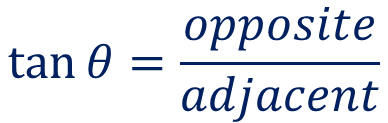 tan θ = opposite / adjacent